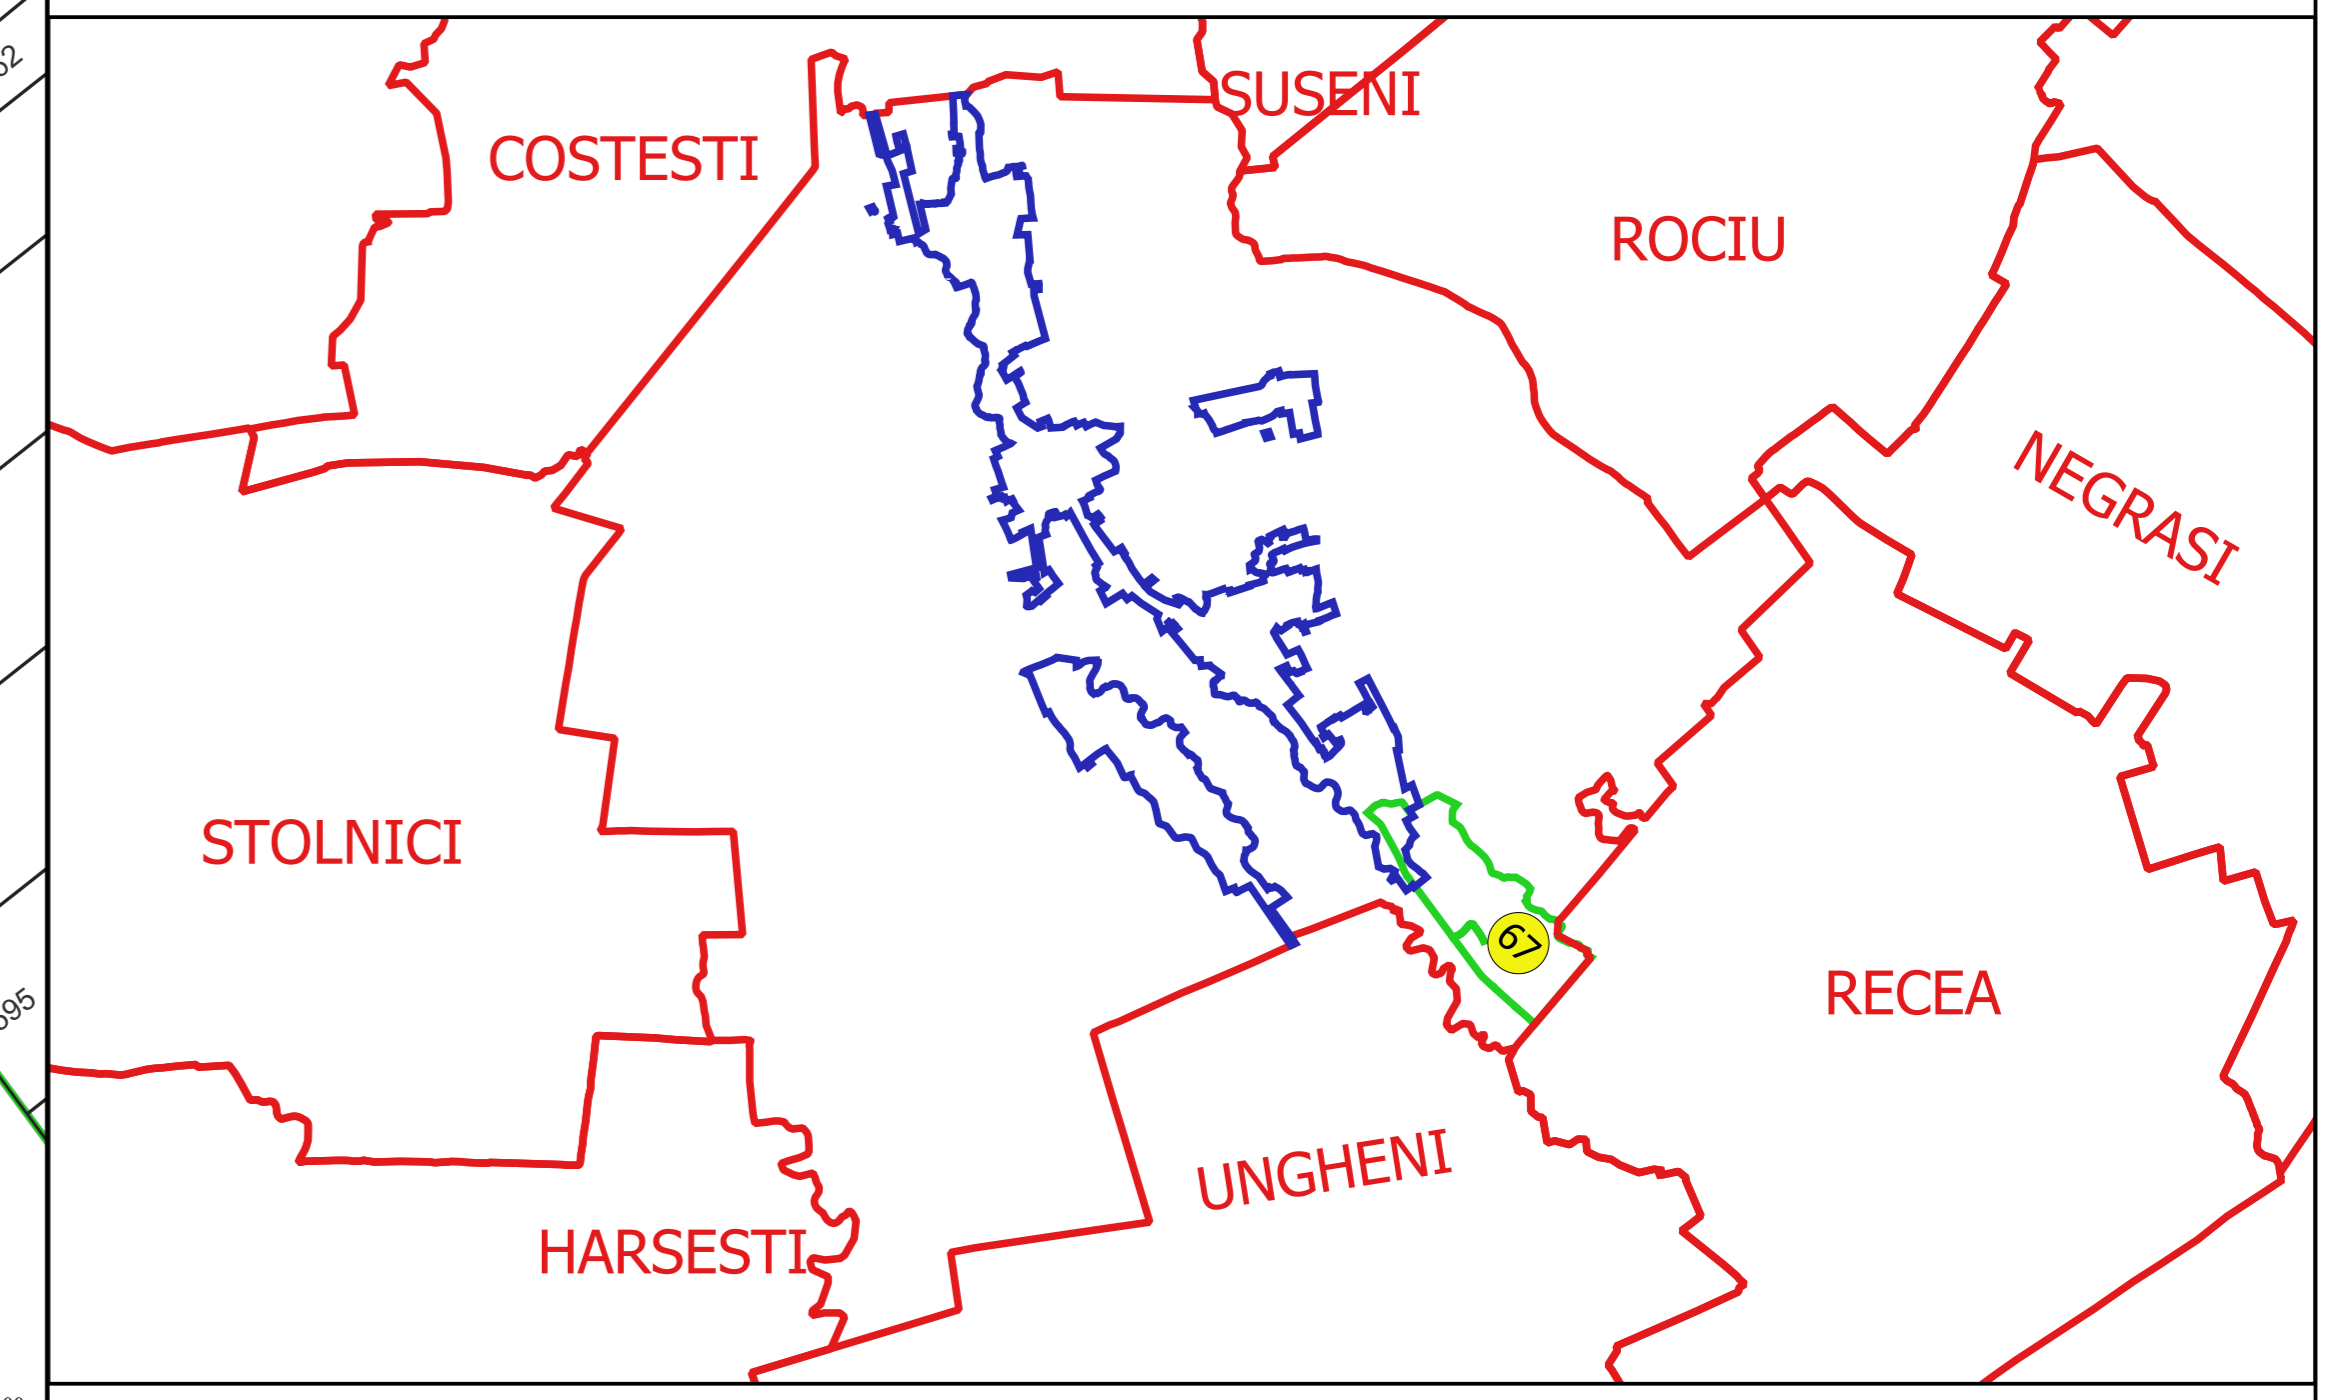 SUSENI
COSTESTI
ROCIU
NEGRASI
STOLNICI
67
RECEA
UNGHENI
HARSESTI